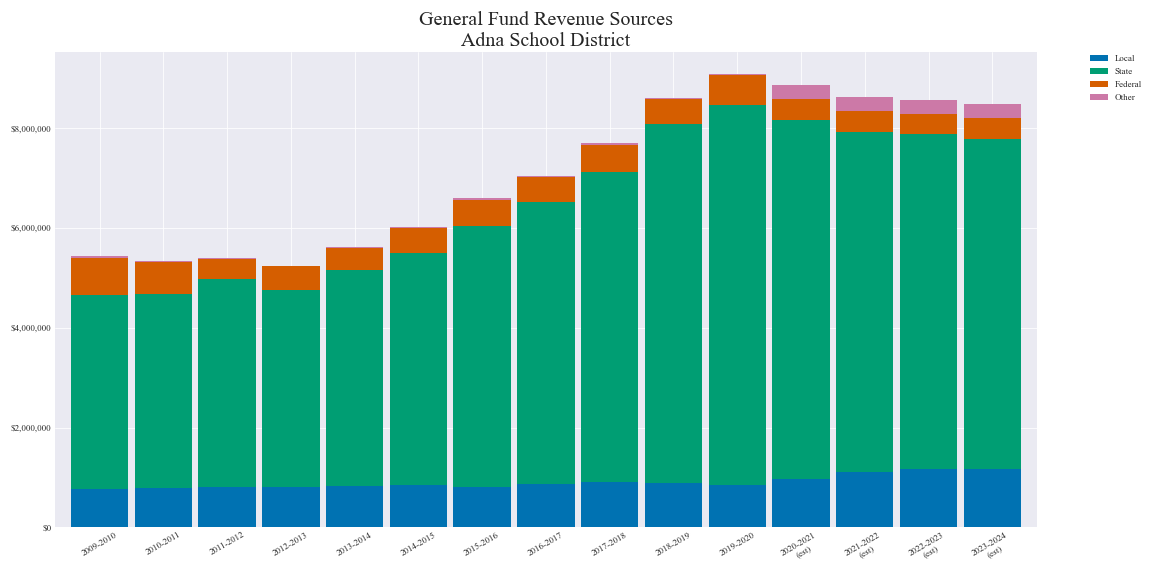 General Fund Revenue Sources
Adna School District
Local
State
Federal
Other
$8,000,000
$6,000,000
$4,000,000
$2,000,000
$0
2009-2010
2010-2011
2011-2012
2012-2013
2013-2014
2014-2015
2015-2016
2016-2017
2017-2018
2018-2019
2019-2020
2020-2021
(est)
2021-2022
(est)
2022-2023
(est)
2023-2024
(est)